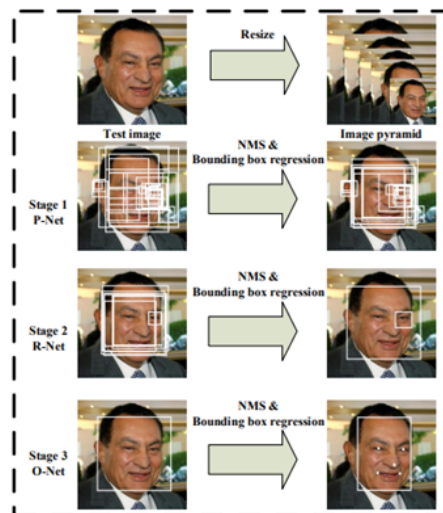 Resize
Test image
Image pyramid
Stage 1
P-Net
NMS &
Bounding box regression
Stage 2
R-Net
NMS &
Bounding box regression
Stage 3
O-Net
NMS &
Bounding box regression